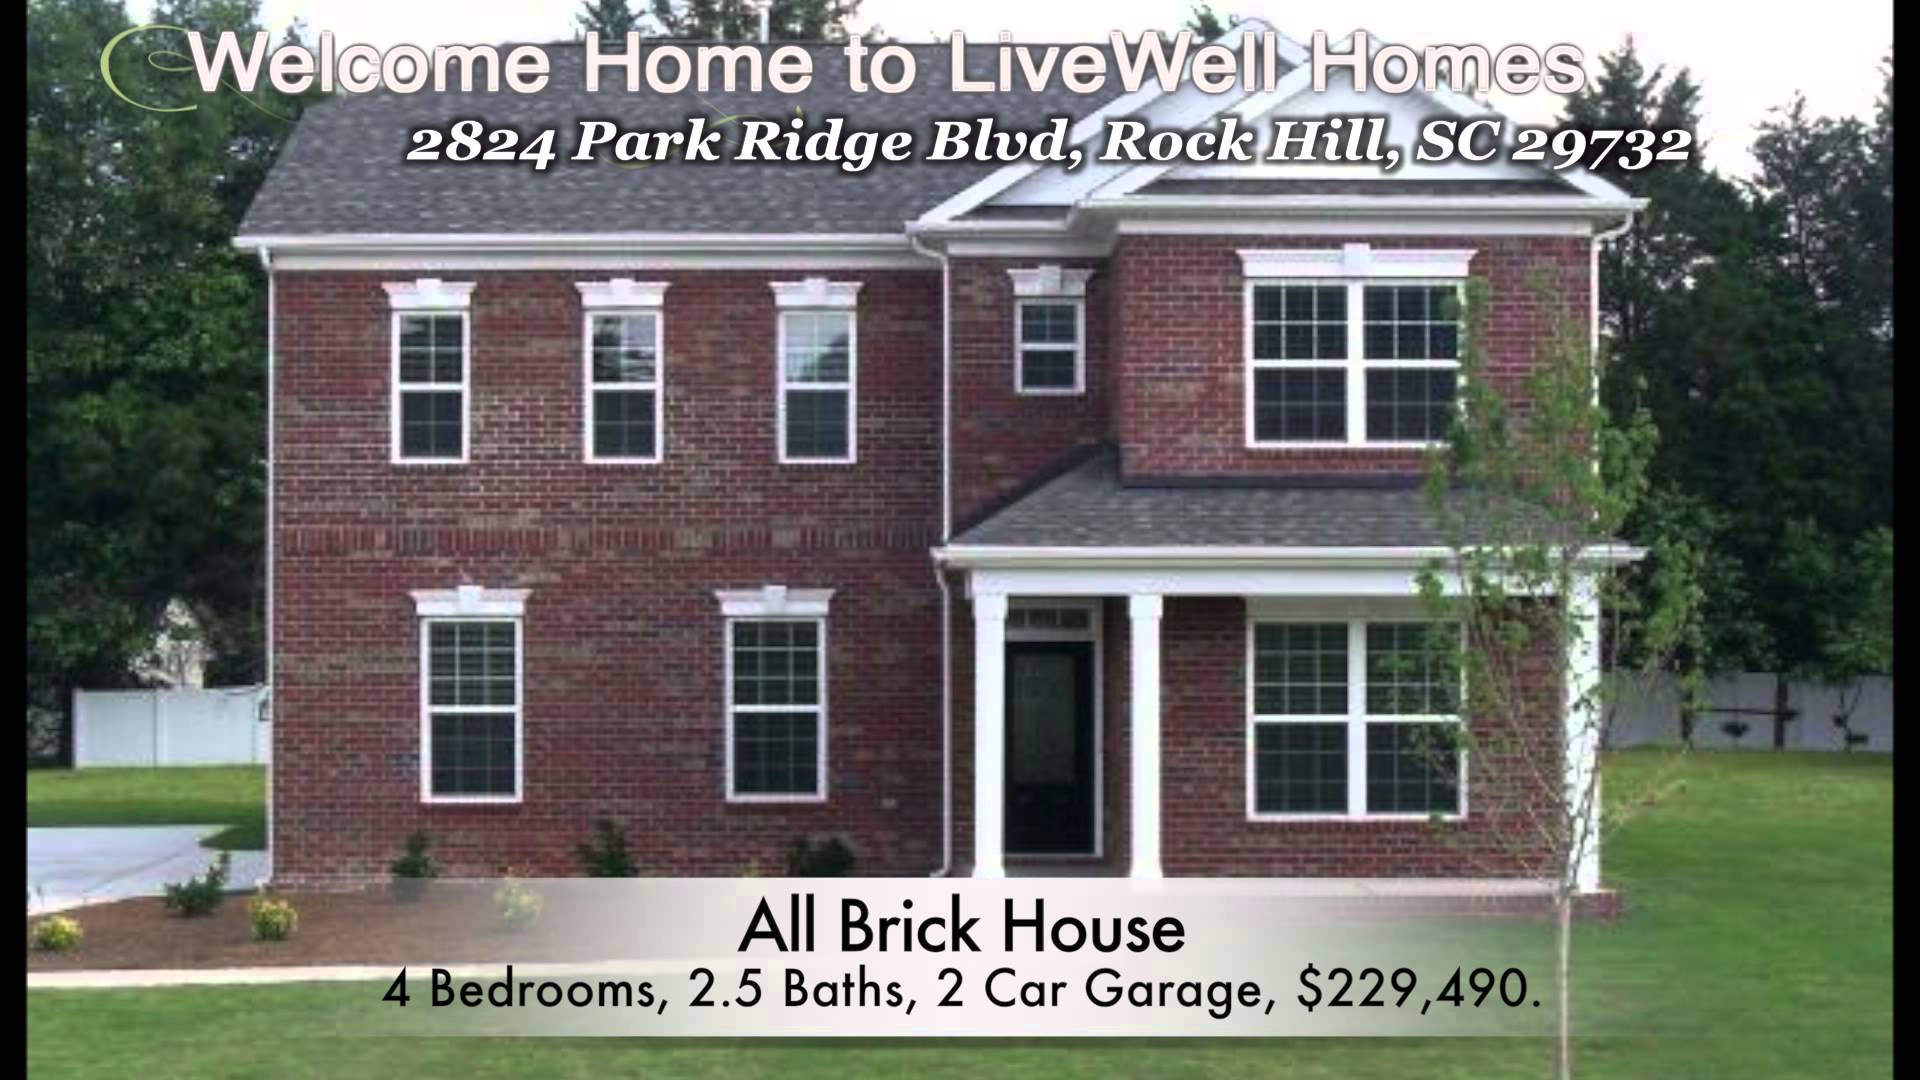 Welcome Home to LiveWell Homes
2824 Park Ridge Blvd, Rock Hill, SC 29732
All Brick House
4 Bedrooms, 2.5 Baths, 2 Car Garage, $229,490.